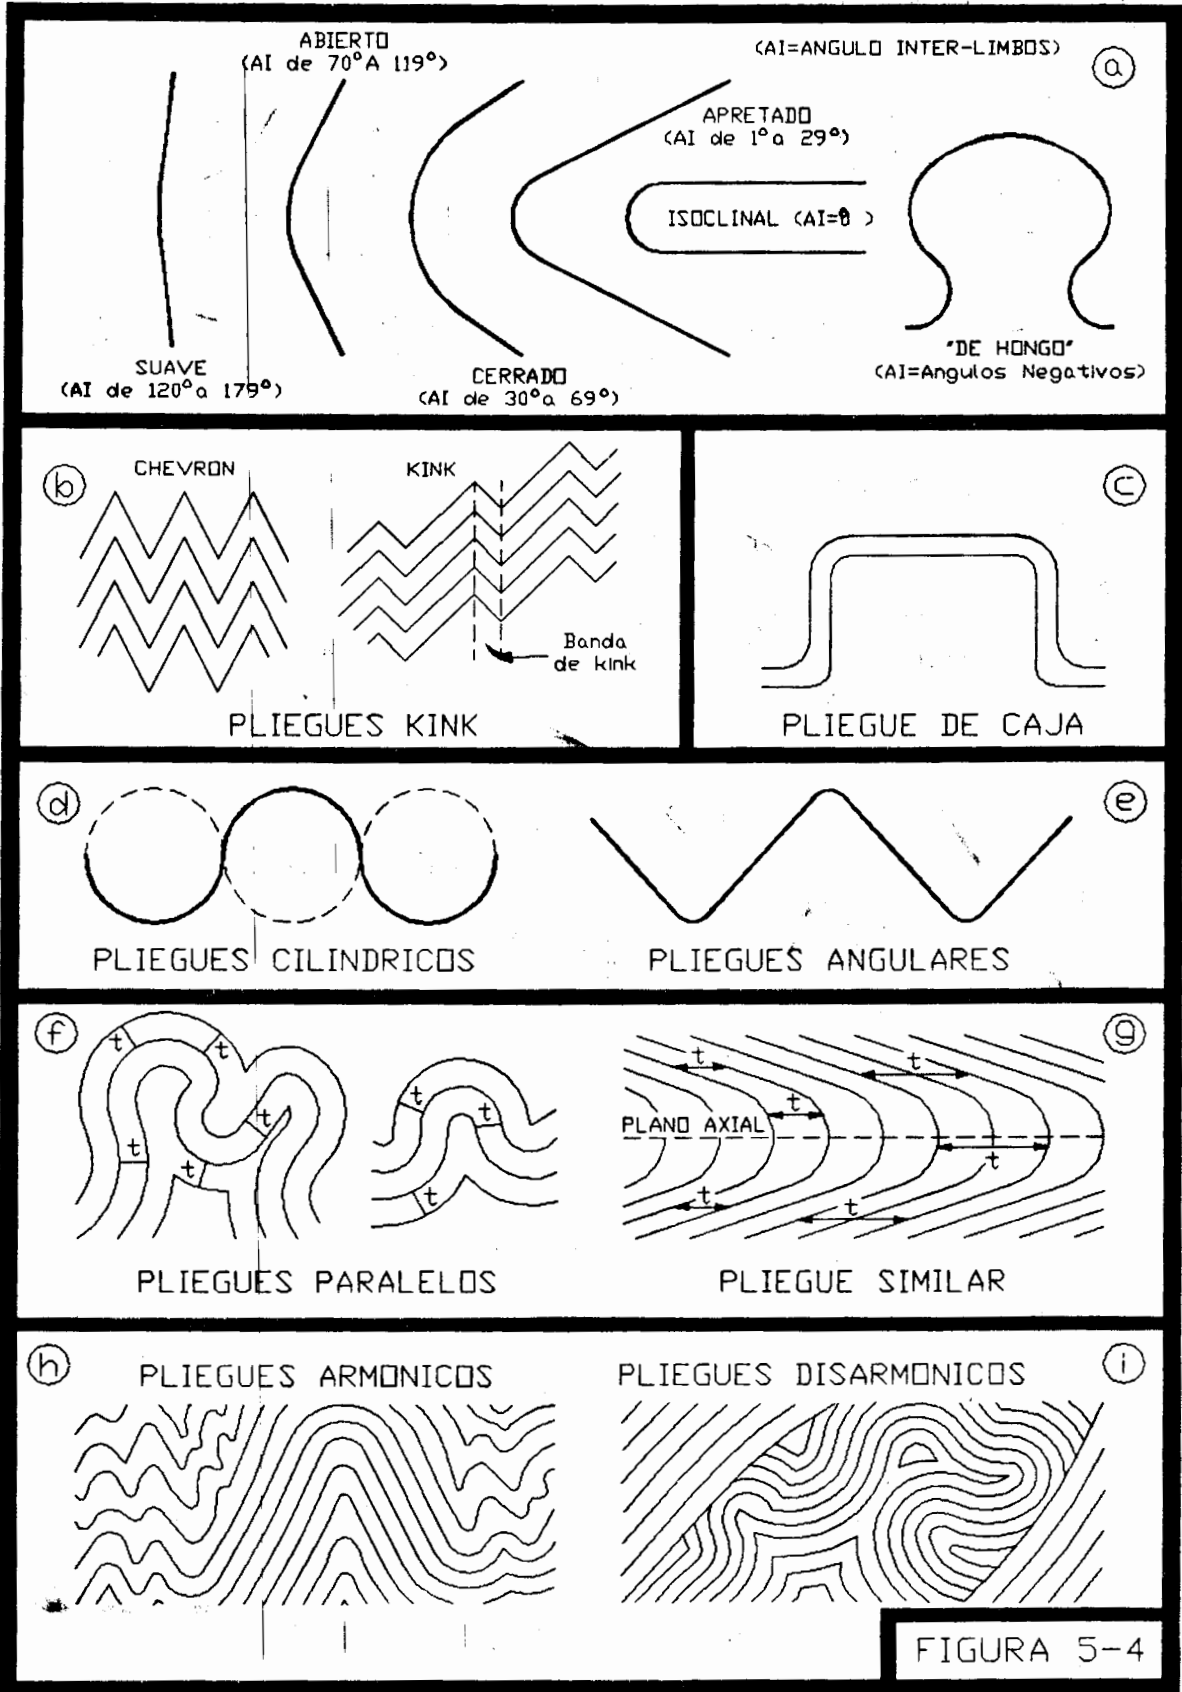 ABIERTO
(AI de 70°A 119°)
(AI=ANGULO INTER-LIMBOS)
a
APRETADO
(AI de 1°a 29°)
ISOCLINAL (AI=0 )
SUAVE
(AI de 120°a 179°)
CERRADO
(AI de 30°a 69°)
"DE HONGO"
(AI=Angulos Negativos)
b
CHEVRON
KINK
Banda
de kink
PLIEGUES KINK
c
PLIEGUE DE CAJA
d
PLIEGUES CILINDRICOS
e
PLIEGUES ANGULARES
f
t
t
t
t
t
t
t
t
PLIEGUES PARALELOS
g
t
t
t
PLANO AXIAL
t
t
t
PLIEGUE SIMILAR
h
PLIEGUES ARMONICOS
PLIEGUES DISARMONICOS
i
FIGURA 5-4